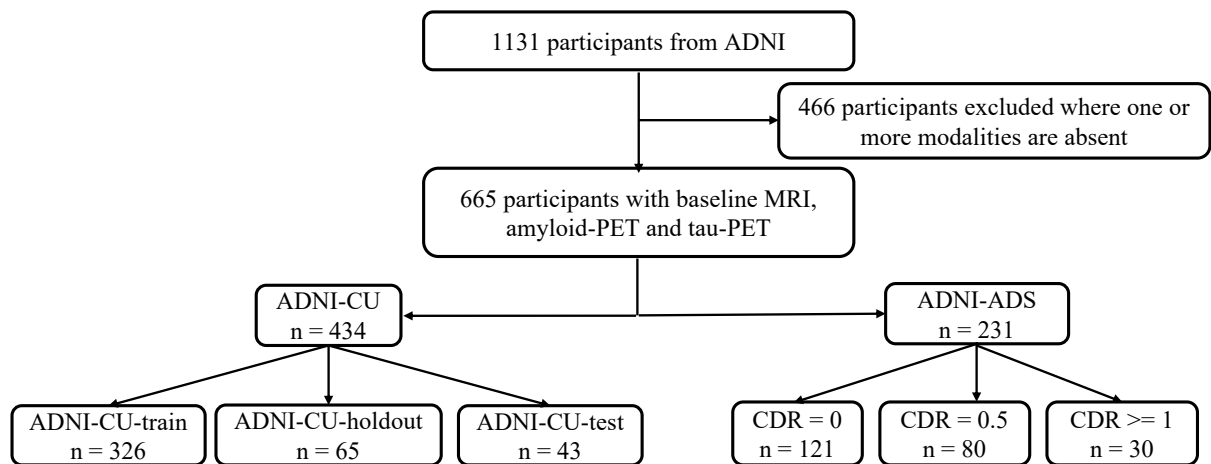 1131 participants from ADNI
466 participants excluded where one or
more modalities are absent
665 participants with baseline MRI,
amyloid-PET and tau-PET
ADNI-CU
n = 434
ADNI-ADS
n = 231
ADNI-CU-train
n = 326
ADNI-CU-holdout
n = 65
ADNI-CU-test
n = 43
CDR = 0
n = 121
CDR = 0.5
n = 80
CDR >= 1
n = 30